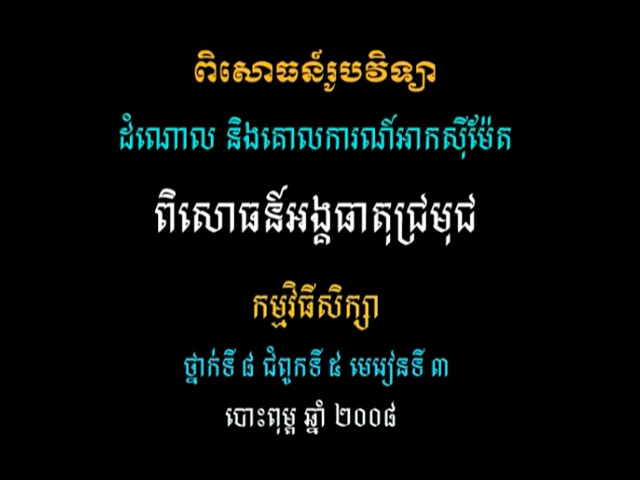 ពិសោធន៍រូបវិទ្យា
ដំណោល និងគោលការណ៍អាកស៊ីម៉ែត
ពិសោធន៍អង្គធាតុជ្រមុជ
កម្មវិធីសិក្សា
ថ្នាក់ទី ៨ ជំពូកទី ៥ មេរៀនទី ៣
បោះពុម្ព ឆ្នាំ ២០០៨